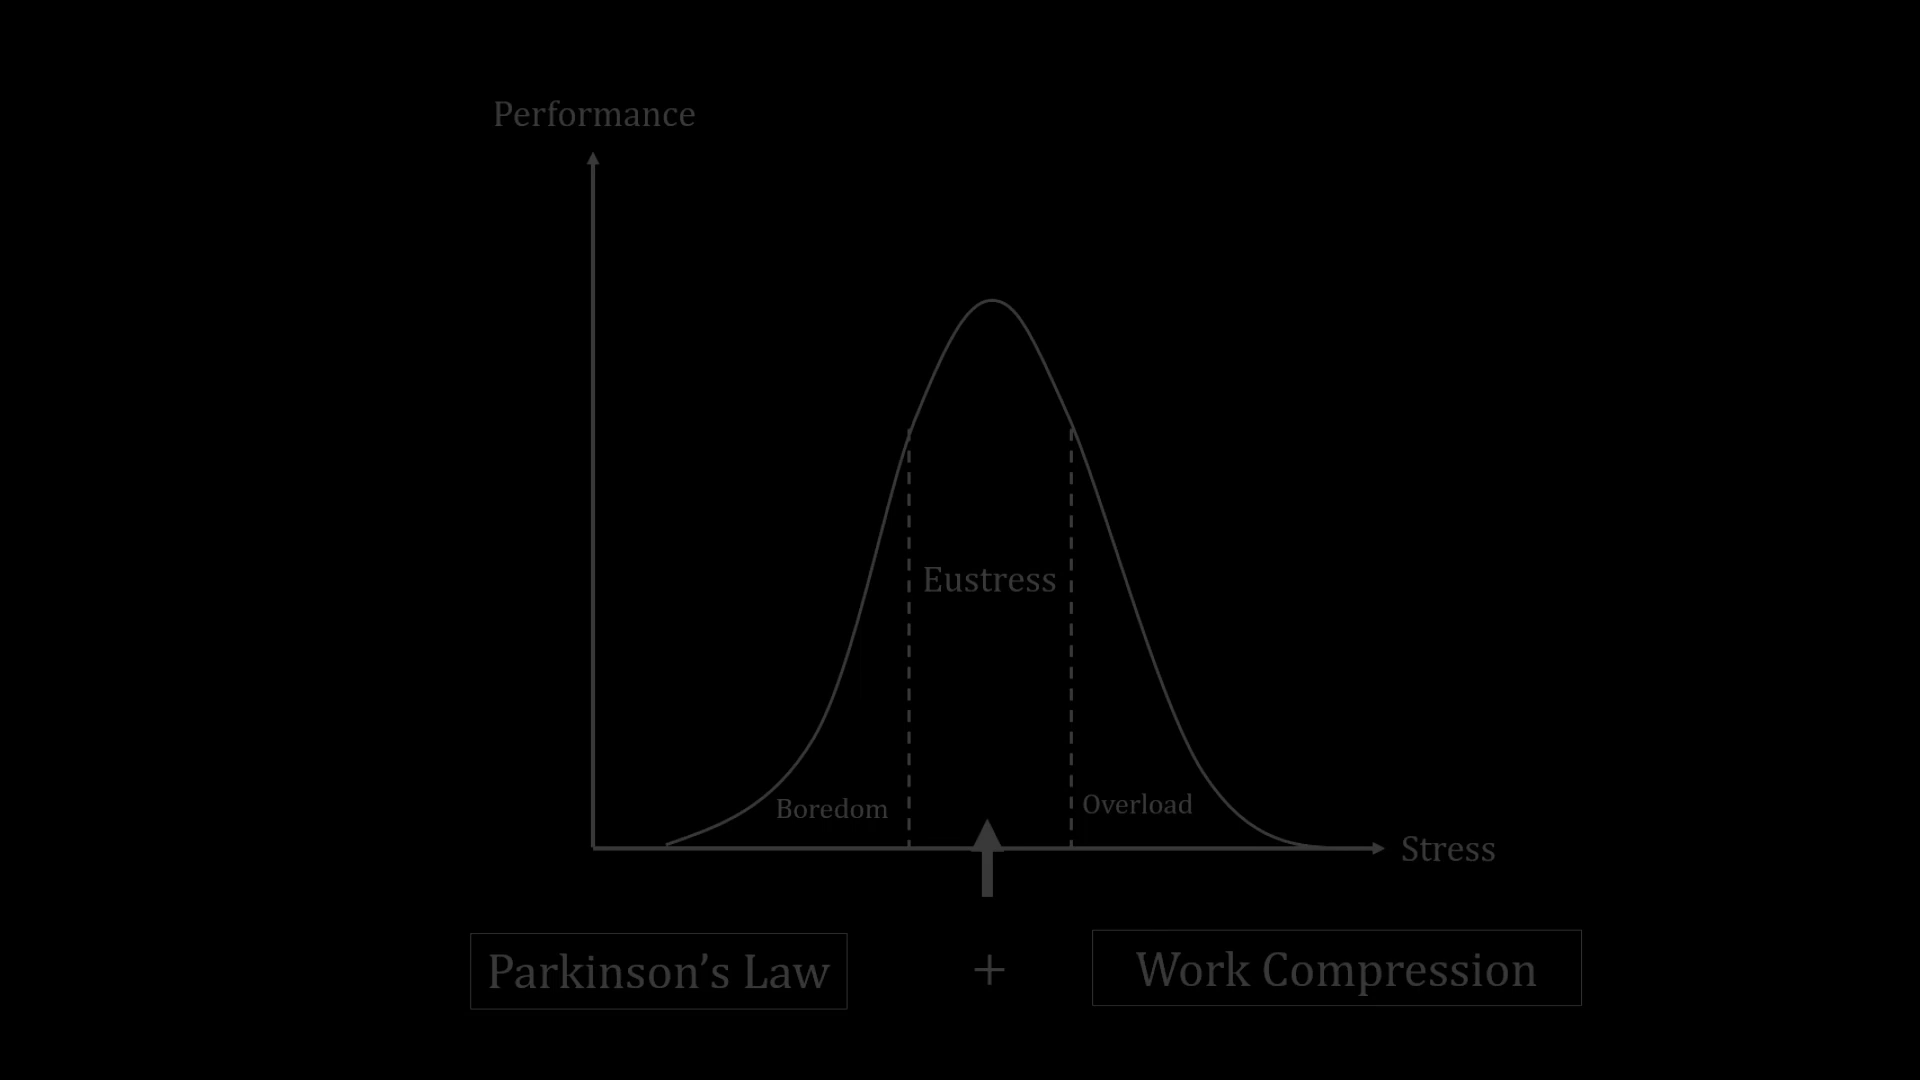 Performance
Eustress
Boredom
Overload
Stress
Parkinson’s Law
+
Work Compression